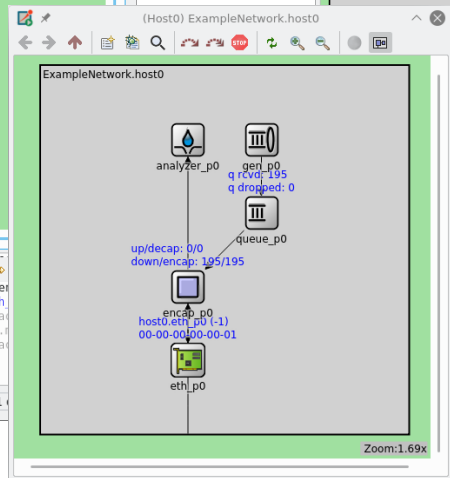 (Host0) ExampleNetwork.host0
STOP
ExampleNetwork.host0
analyzer_p0
gen_p0
q rcvd: 195
q dropped: 0
queue_p0
up/decap: 0/0
down/encap: 195/195
encap_p0
host0.eth_p0 (-1)
00-00-00-00-00-01
eth_p0
Zoom:1.69x